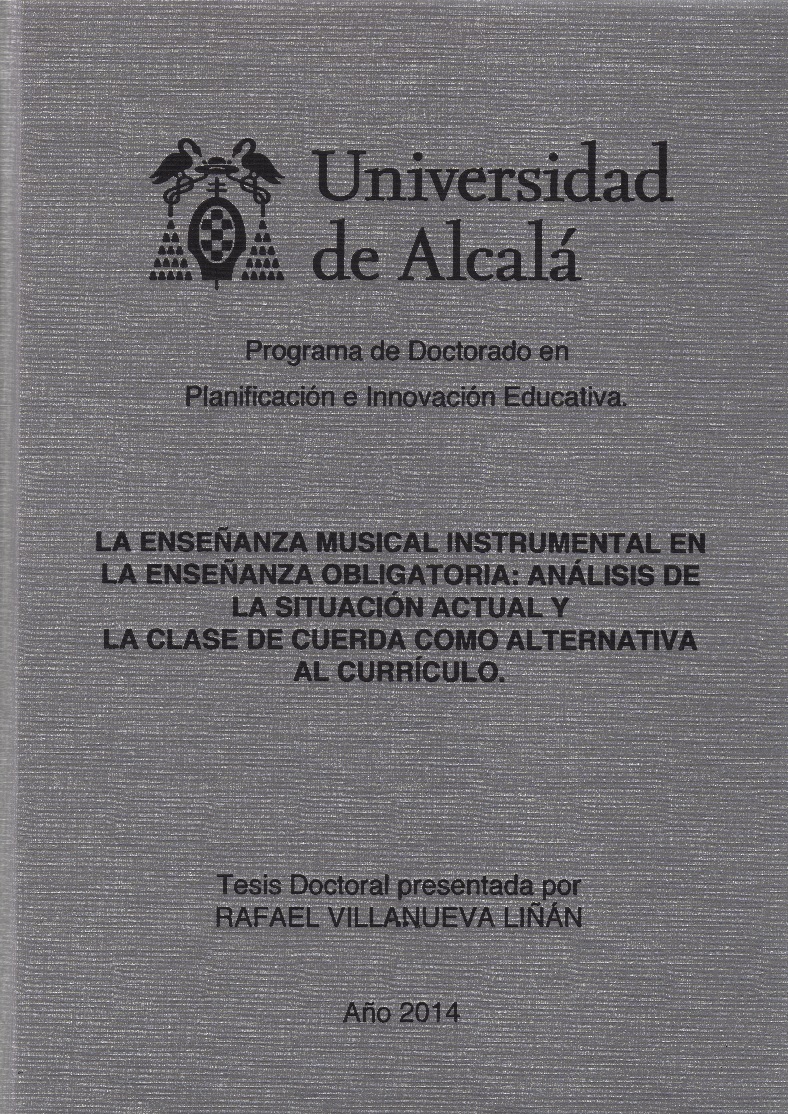 Universidad
de Alcalá
Programa de Doctorado en
Planificación e Innovación Educativa.
LA ENSEÑANZA MUSICAL INSTRUMENTAL EN
LA ENSEÑANZA OBLIGATORIA: ANÁLISIS DE
LA SITUACIÓN ACTUAL Y
LA CLASE DE CUERDA COMO ALTERNATIVA
AL CURRÍCULO.
Tesis Doctoral presentada por
RAFAEL VILLANUEVA LIÑÁN
Año 2014